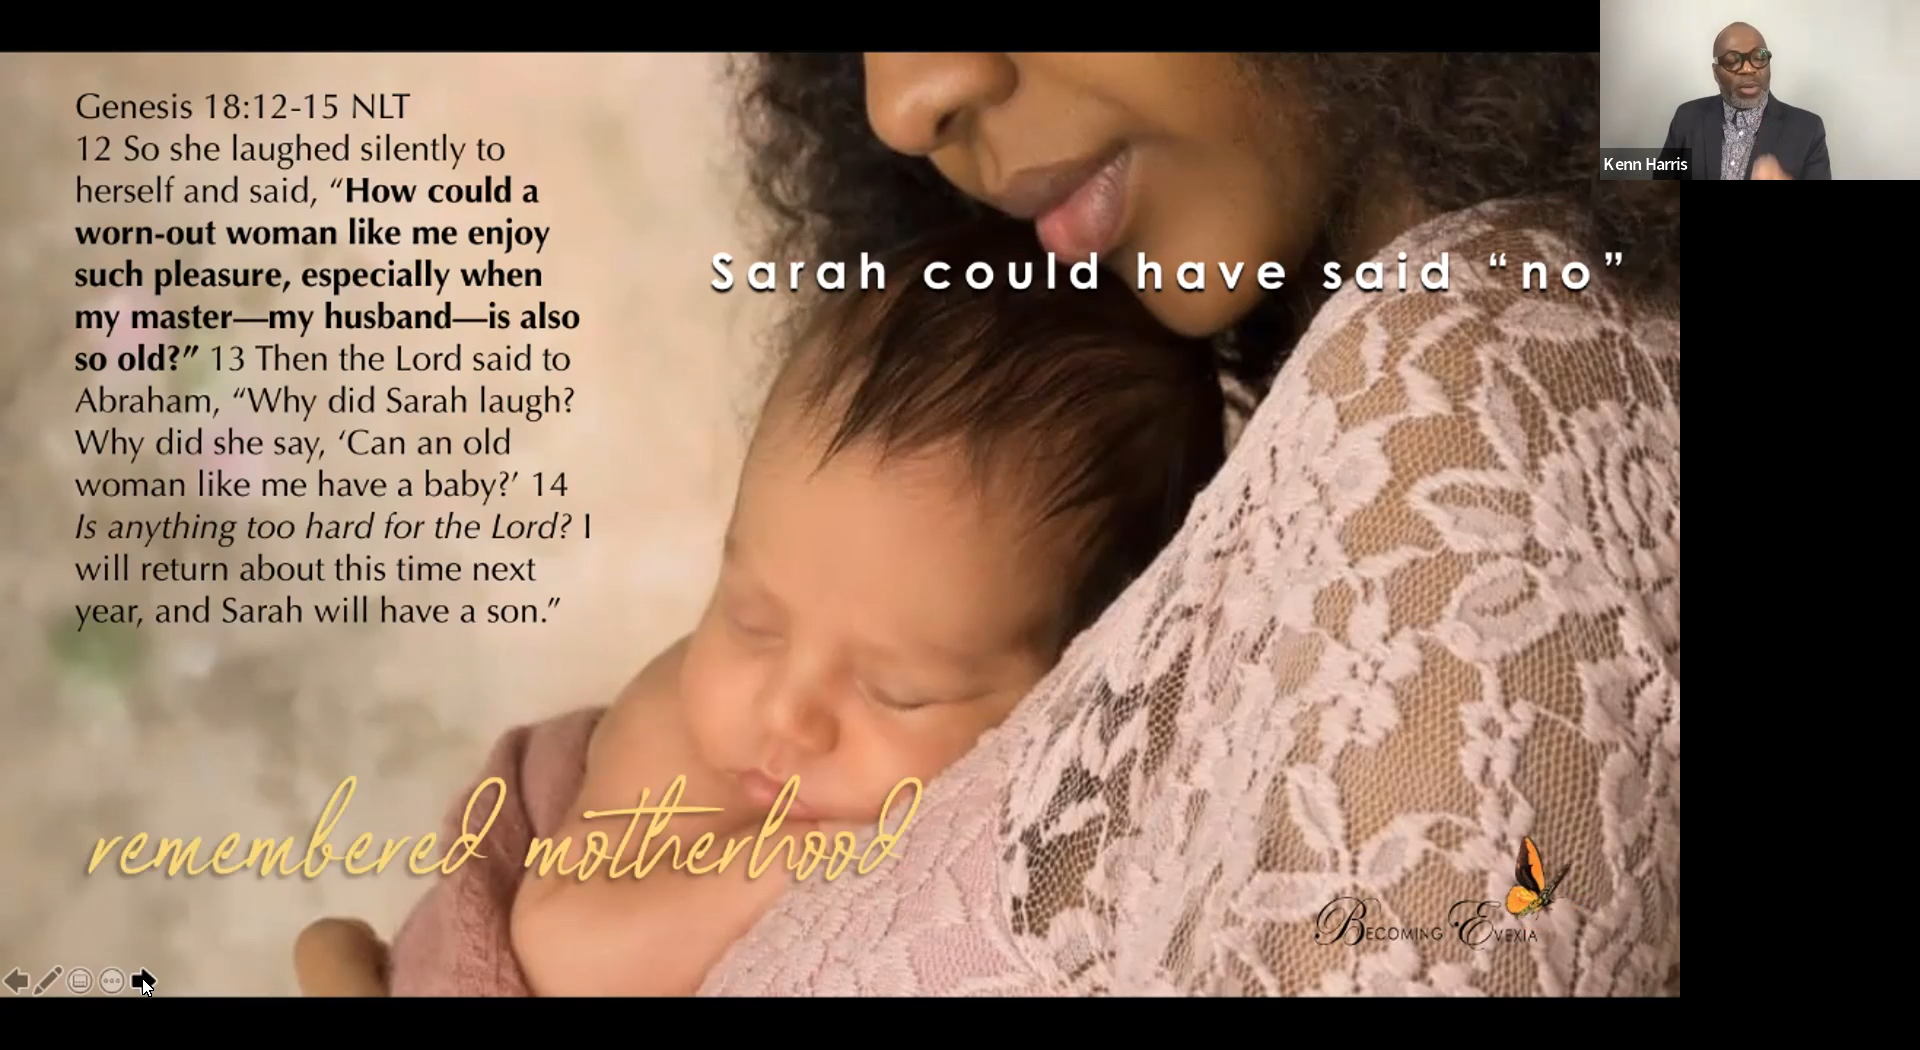 Genesis 18:12-15 NLT
12 So she laughed silently to
herself and said, “How could a
worn-out woman like me enjoy
such pleasure, especially when
my master—my husband—is also
so old?” 13 Then the Lord said to
Abraham, “Why did Sarah laugh?
Why did she say, ‘Can an old
woman like me have a baby?’ 14
Is anything too hard for the Lord? I
will return about this time next
year, and Sarah will have a son.”
Sarah could have said “no”
remembered motherhood
Becoming Evexia
Kenn Harris